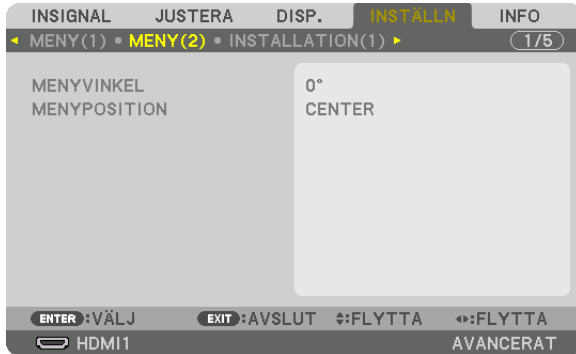 INSIGNAL JUSTERA DISP. INSTÄLLN INFO
◄ MENY(1) • MENY(2) • INSTALLATION(1) ► 1/5
MENYVINKEL 0°
MENYPOSITION CENTER
ENTER :VÄLJ EXIT :AVSLUT :FLYTTA :FLYTTA
HDMI1 AVANCERAT